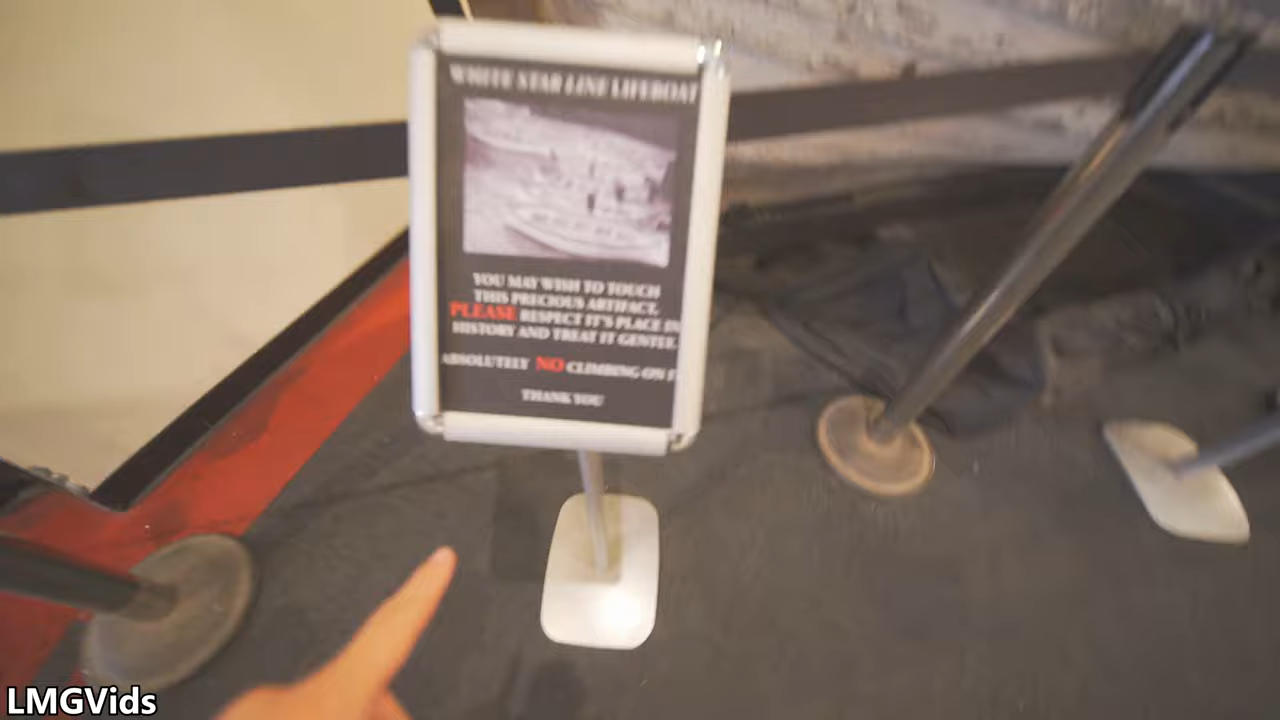 WHITE STAR LINE LIFEBOAT
YOU MAY WISH TO TOUCH
THIS PRECIOUS ARTIFACT.
PLEASE RESPECT IT'S PLACE IN
HISTORY AND TREAT IT GENTLE.
ABSOLUTELY NO CLIMBING ON
THANK YOU
LMGVids